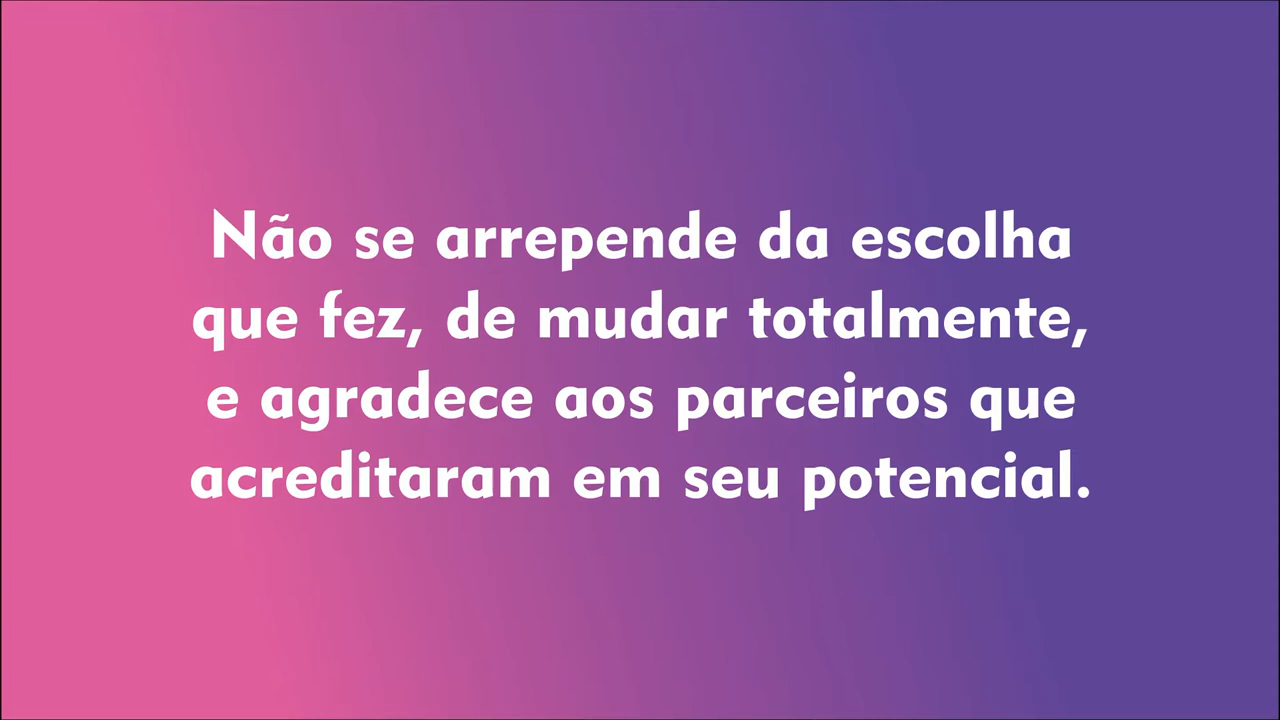 Não se arrepende da escolha
que fez, de mudar totalmente,
e agradece aos parceiros que
acreditaram em seu potencial.